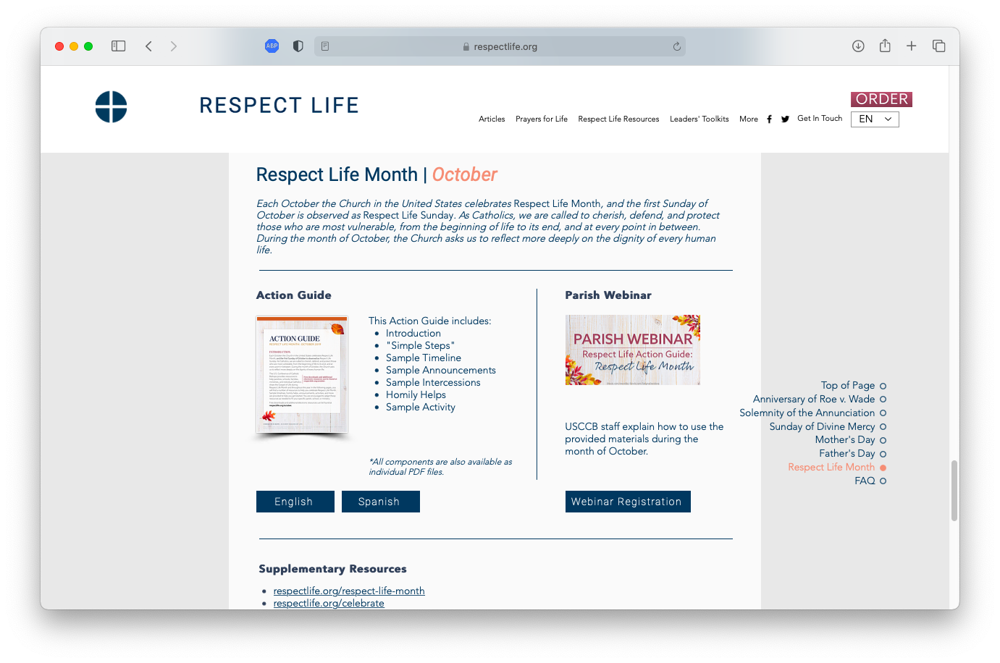 ABP
respectlife.org
RESPECT LIFE
ORDER
Articles Prayers for Life Respect Life Resources Leaders' Toolkits More Get In Touch
EN
Respect Life Month | October
Each October the Church in the United States celebrates Respect Life Month, and the first Sunday of
October is observed as Respect Life Sunday. As Catholics, we are called to cherish, defend, and protect
those who are most vulnerable, from the beginning of life to its end, and at every point in between.
During the month of October, the Church asks us to reflect more deeply on the dignity of every human
life.
Action Guide
ACTION GUIDE
INTRODUCTION
This Action Guide includes:
Introduction
"Simple Steps"
Sample Timeline
Sample Announcements
Sample Intercessions
Homily Helps
Sample Activity
*All components are also available as
individual PDF files.
English
Spanish
Parish Webinar
PARISH WEBINAR
Respect Life Action Guide:
Respect Life Month
USCCB staff explain how to use the
provided materials during the
month of October.
Webinar Registration
Top of Page
Anniversary of Roe v. Wade
Solemnity of the Annunciation
Sunday of Divine Mercy
Mother's Day
Father's Day
Respect Life Month
FAQ
Supplementary Resources
respectlife.org/respect-life-month
respectlife.org/celebrate